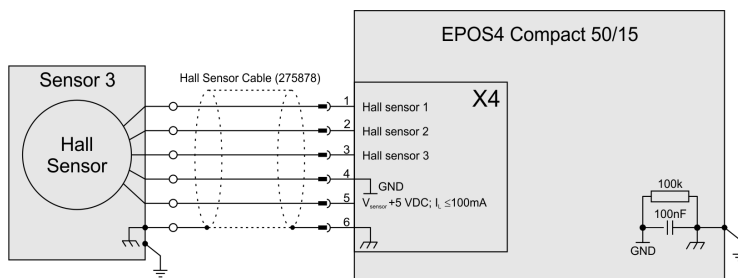 EPOS4 Compact 50/15
Sensor 3
Hall Sensor Cable (275878)
X4
Hall
Sensor
1 Hall sensor 1
2 Hall sensor 2
3 Hall sensor 3
4 GND
5 Vsensor +5 VDC; IL ≤100mA
6
100k
100nF
GND